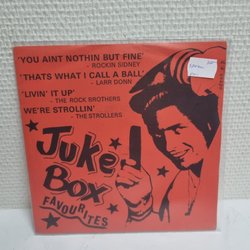 'YOU AINT NOTHIN BUT FINE'
- ROCKIN SIDNEY
'THATS WHAT I CALL A BALL'
- LARR DONN
'LIVIN' IT UP'
- THE ROCK BROTHERS
WE'RE STROLLIN'
- THE STROLLERS
JUKE
BOX
FAVOURITES